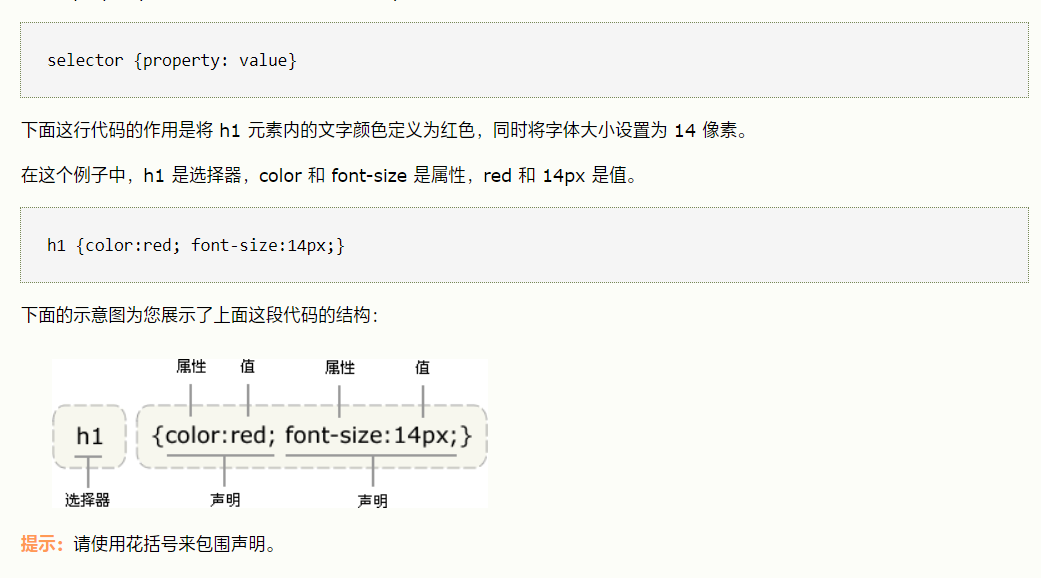 selector {property: value}
下面这行代码的作用是将 h1 元素内的文字颜色定义为红色，同时将字体大小设置为 14 像素。
在这个例子中，h1 是选择器，color 和 font-size 是属性，red 和 14px 是值。
h1 {color:red; font-size:14px;}
下面的示意图为您展示了上面这段代码的结构：
属性 值 属性 值
h1 {color:red; font-size:14px;}
选择器 声明 声明
提示：请使用花括号来包围声明。